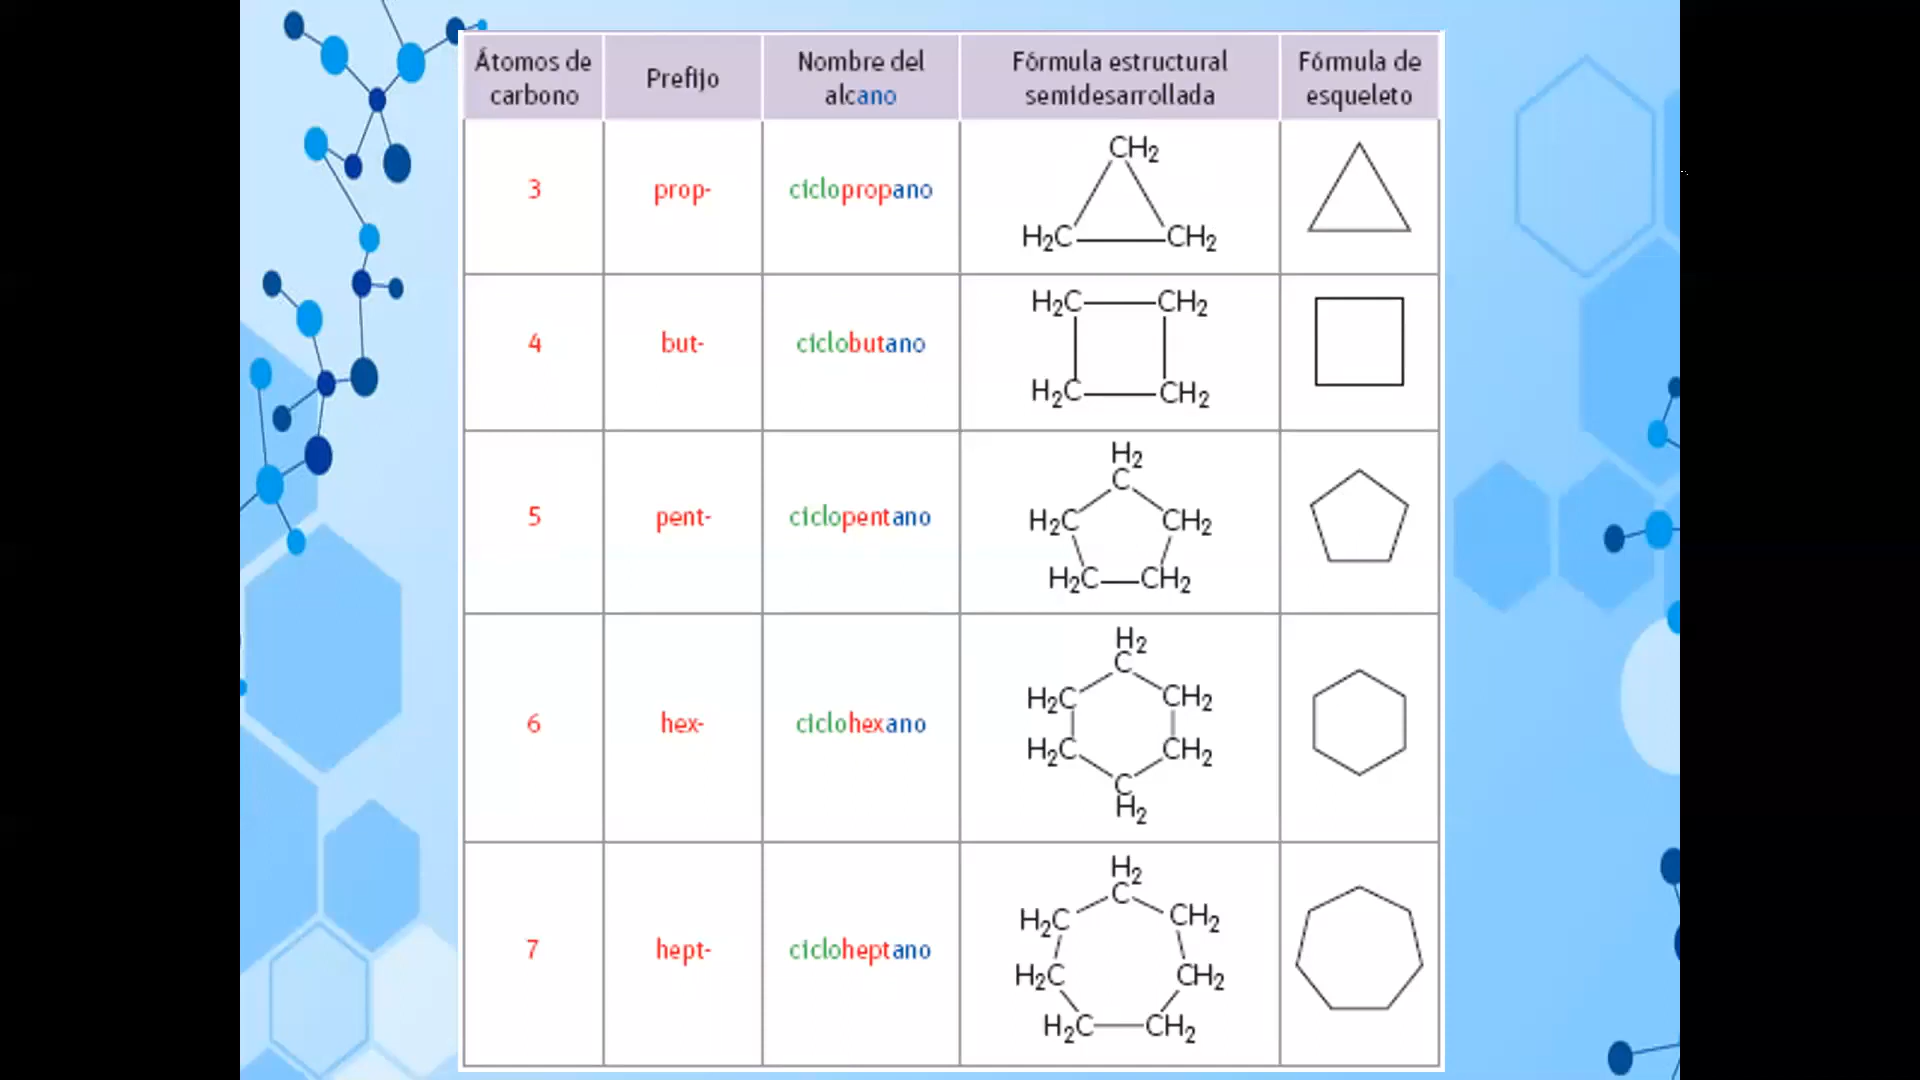 Átomos de
carbono
Prefijo
Nombre del
alcano
Fórmula estructural
semidesarrollada
Fórmula de
esqueleto
3
prop-
ciclopropano
CH2
H2C
CH2
4
but-
ciclobutano
H2C CH2
H2C CH2
5
pent-
ciclopentano
H2
C
H2C CH2
H2C CH2
6
hex-
ciclohexano
H2
C
H2C CH2
H2C CH2
C
H2
7
hept-
cicloheptano
H2
C
H2C CH2
H2C CH2
H2C CH2